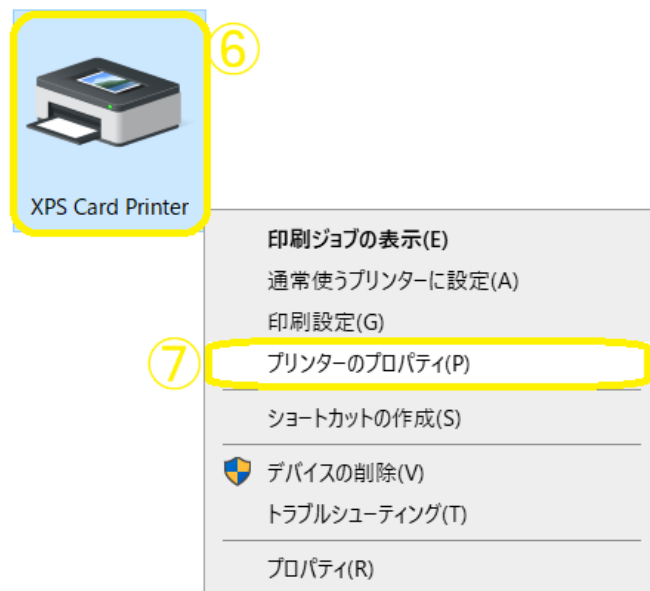 ⑥
XPS Card Printer
印刷ジョブの表示(E)
通常使うプリンターに設定(A)
印刷設定(G)
⑦
プリンターのプロパティ(P)
ショートカットの作成(S)
デバイスの削除(V)
トラブルシューティング(T)
プロパティ(R)